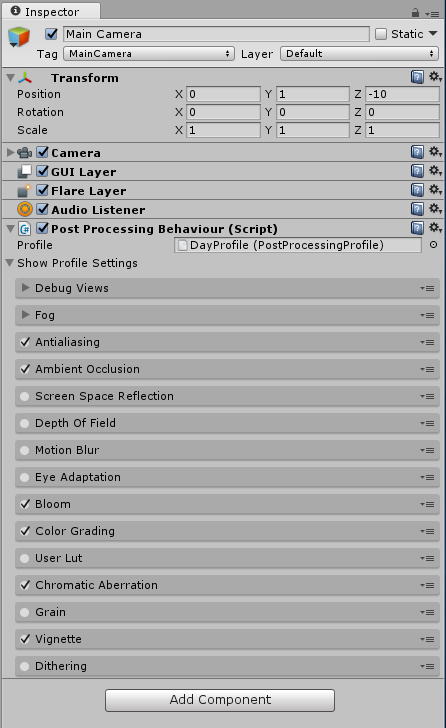 Inspector
Main Camera Static
Tag MainCamera Layer Default
Transform
Position X 0 Y 1 Z -10
Rotation X 0 Y 0 Z 0
Scale X 1 Y 1 Z 1
Camera
GUI Layer
Flare Layer
Audio Listener
Post Processing Behaviour (Script)
Profile DayProfile (PostProcessingProfile)
Show Profile Settings
Debug Views
Fog
Antialiasing
Ambient Occlusion
Screen Space Reflection
Depth Of Field
Motion Blur
Eye Adaptation
Bloom
Color Grading
User Lut
Chromatic Aberration
Grain
Vignette
Dithering
Add Component